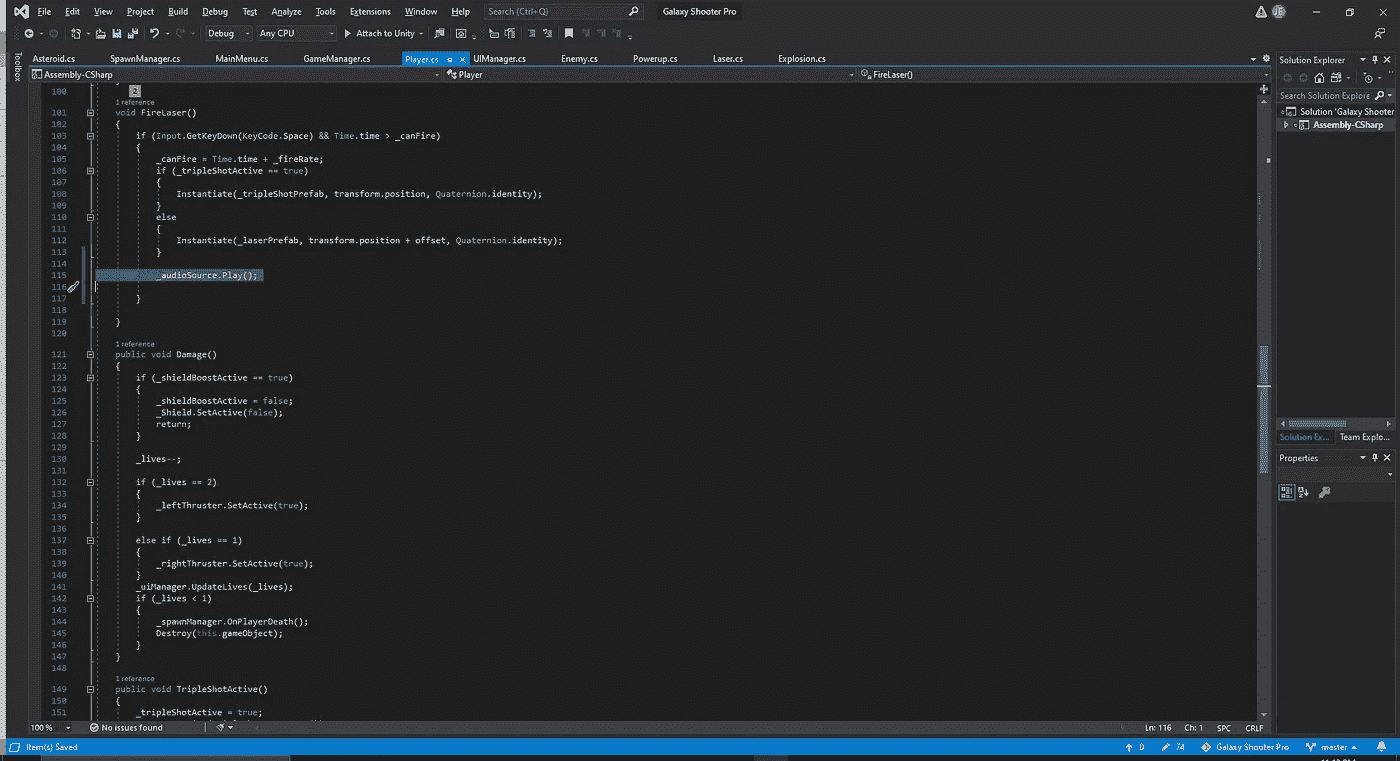 File Edit View Project Build Debug Test Analyze Tools Extensions Window Help Search (Ctrl+Q) Galaxy Shooter Pro JE
Debug Any CPU Attach to Unity
Toolbox
Asteroid.cs SpawnManager.cs MainMenu.cs GameManager.cs Player.cs UIManager.cs Enemy.cs Powerup.cs Laser.cs Explosion.cs
Assembly-CSharp Player FireLaser()
100
1 reference
101 void FireLaser()
102 {
103 if (Input.GetKeyDown(KeyCode.Space) && Time.time > _canFire)
104 {
105 _canFire = Time.time + _fireRate;
106 if (_tripleShotActive == true)
107 {
108 Instantiate(_tripleShotPrefab, transform.position, Quaternion.identity);
109 }
110 else
111 {
112 Instantiate(_laserPrefab, transform.position + offset, Quaternion.identity);
113 }
114
115 _audioSource.Play();
116
117 }
118
119 }
120
1 reference
121 public void Damage()
122 {
123 if (_shieldBoostActive == true)
124 {
125 _shieldBoostActive = false;
126 _Shield.SetActive(false);
127 return;
128 }
129
130 _lives--;
131
132 if (_lives == 2)
133 {
134 _leftThruster.SetActive(true);
135 }
136
137 else if (_lives == 1)
138 {
139 _rightThruster.SetActive(true);
140 }
141 _uiManager.UpdateLives(_lives);
142 if (_lives < 1)
143 {
144 _spawnManager.OnPlayerDeath();
145 Destroy(this.gameObject);
146 }
147 }
148
1 reference
149 public void TripleShotActive()
150 {
151 _tripleShotActive = true;
100 % No issues found Ln: 116 Ch: 1 SPC CRLF
Solution Explorer
Search Solution Explore
Solution 'Galaxy Shooter
Assembly-CSharp
Solution Ex... Team Explo...
Properties
Item(s) Saved 0 74 Galaxy Shooter Pro master